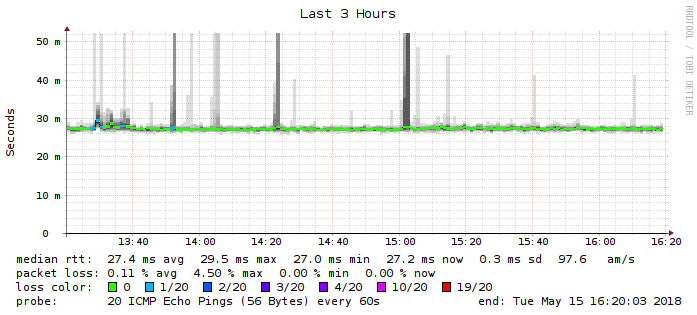 Last 3 Hours
RRDTOOL / TOBI OETIKER
Seconds
50 m
40 m
30 m
20 m
10 m
0
13:40 14:00 14:20 14:40 15:00 15:20 15:40 16:00 16:20
median rtt: 27.4 ms avg 29.5 ms max 27.0 ms min 27.2 ms now 0.3 ms sd 97.6 am/s
packet loss: 0.11 % avg 4.50 % max 0.00 % min 0.00 % now
loss color: 0 1/20 2/20 3/20 4/20 10/20 19/20
probe: 20 ICMP Echo Pings (56 Bytes) every 60s end: Tue May 15 16:20:03 2018